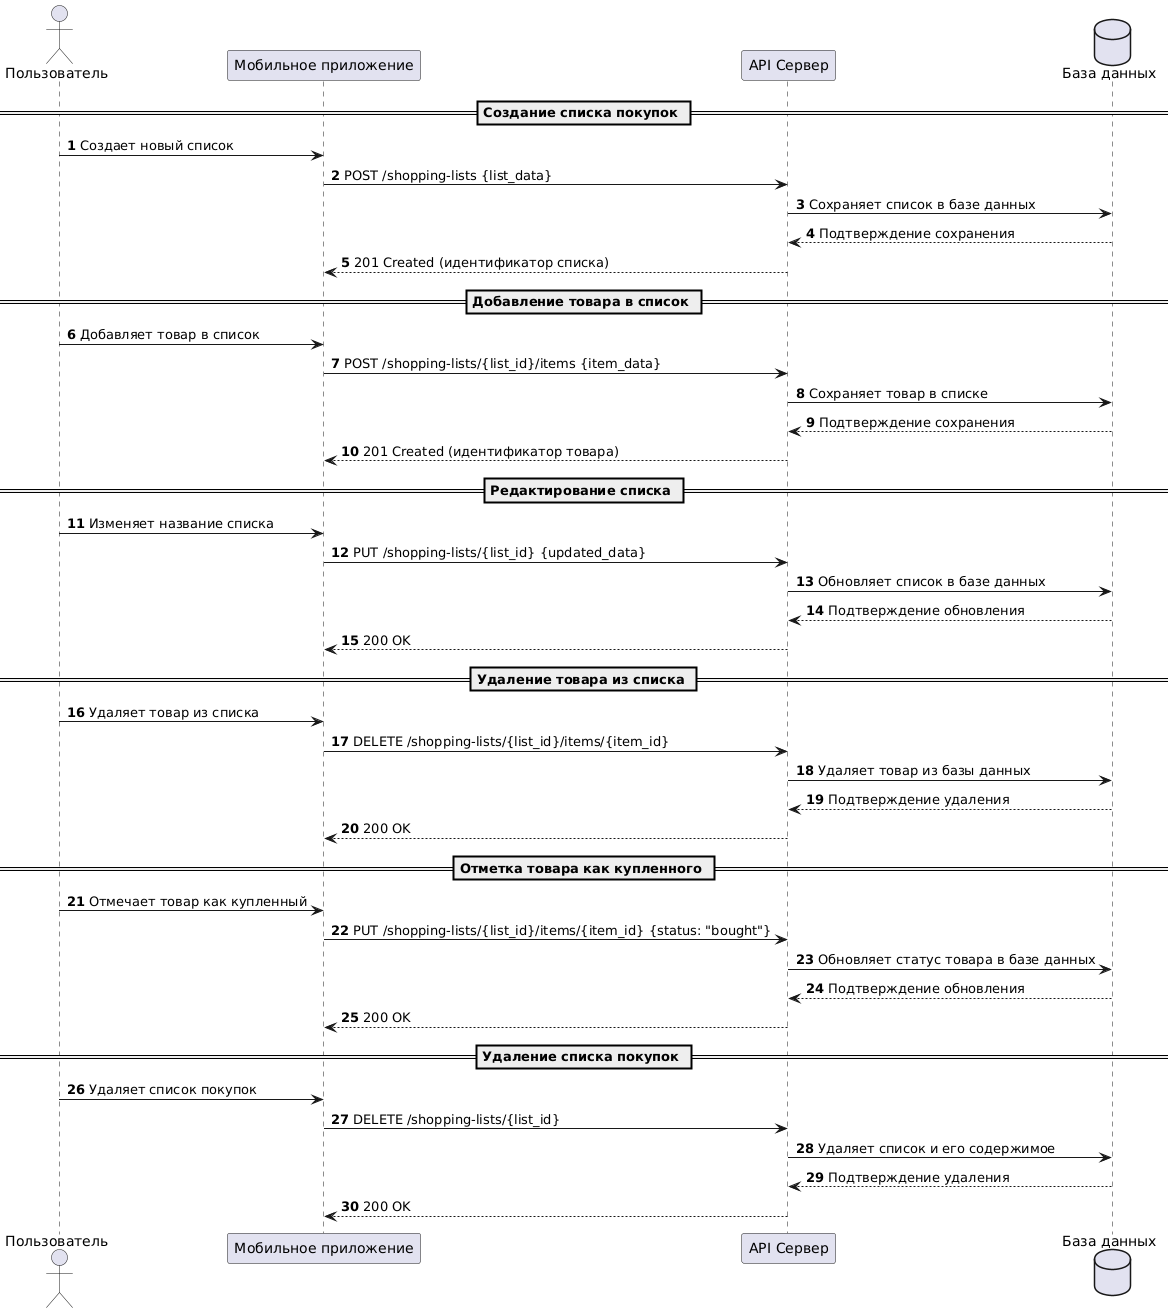 Пользователь
Мобильное приложение
API Сервер
База данных
Создание списка покупок
1 Создает новый список
2 POST /shopping-lists {list_data}
3 Сохраняет список в базе данных
4 Подтверждение сохранения
5 201 Created (идентификатор списка)
Добавление товара в список
6 Добавляет товар в список
7 POST /shopping-lists/{list_id}/items {item_data}
8 Сохраняет товар в списке
9 Подтверждение сохранения
10 201 Created (идентификатор товара)
Редактирование списка
11 Изменяет название списка
12 PUT /shopping-lists/{list_id} {updated_data}
13 Обновляет список в базе данных
14 Подтверждение обновления
15 200 OK
Удаление товара из списка
16 Удаляет товар из списка
17 DELETE /shopping-lists/{list_id}/items/{item_id}
18 Удаляет товар из базы данных
19 Подтверждение удаления
20 200 OK
Отметка товара как купленного
21 Отмечает товар как купленный
22 PUT /shopping-lists/{list_id}/items/{item_id} {status: "bought"}
23 Обновляет статус товара в базе данных
24 Подтверждение обновления
25 200 OK
Удаление списка покупок
26 Удаляет список покупок
27 DELETE /shopping-lists/{list_id}
28 Удаляет список и его содержимое
29 Подтверждение удаления
30 200 OK
Пользователь
Мобильное приложение
API Сервер
База данных